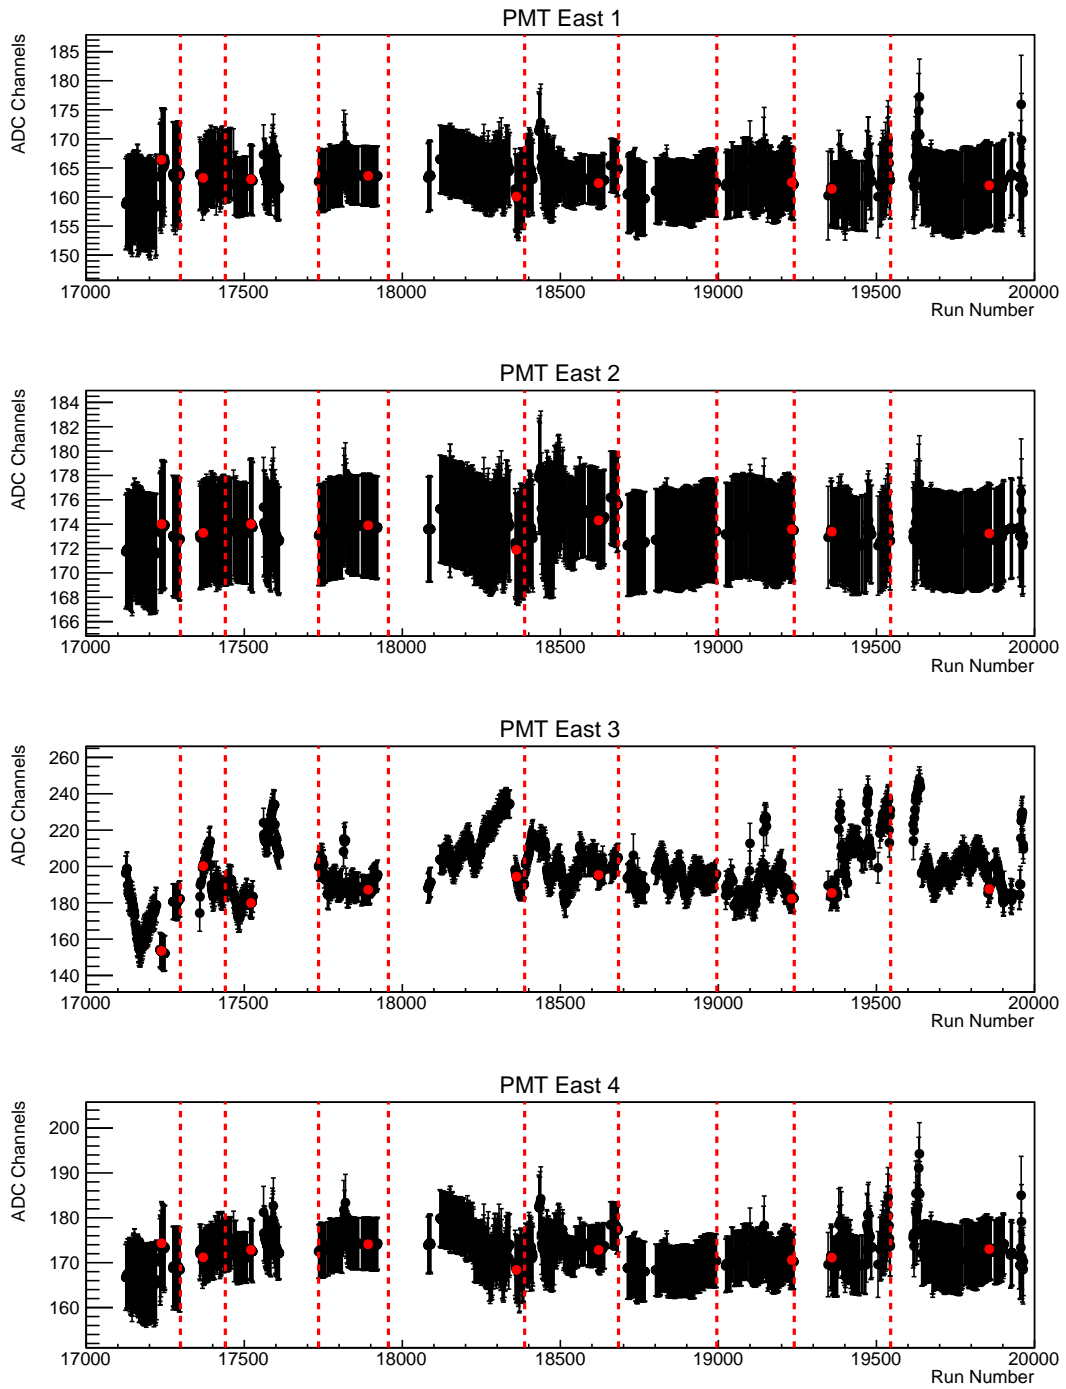 PMT East 1
ADC Channels
185
180
175
170
165
160
155
150
17000 17500 18000 18500 19000 19500 20000
Run Number
PMT East 2
ADC Channels
184
182
180
178
176
174
172
170
168
166
17000 17500 18000 18500 19000 19500 20000
Run Number
PMT East 3
ADC Channels
260
240
220
200
180
160
140
17000 17500 18000 18500 19000 19500 20000
Run Number
PMT East 4
ADC Channels
200
190
180
170
160
17000 17500 18000 18500 19000 19500 20000
Run Number